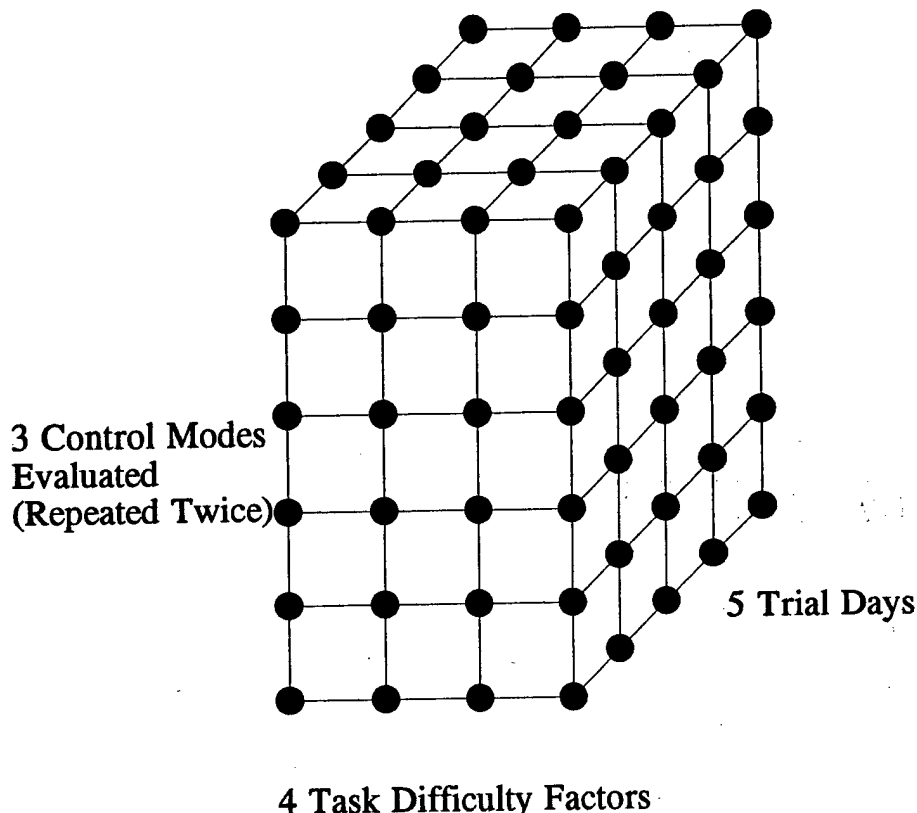 3 Control Modes
Evaluated
(Repeated Twice)
5 Trial Days
4 Task Difficulty Factors